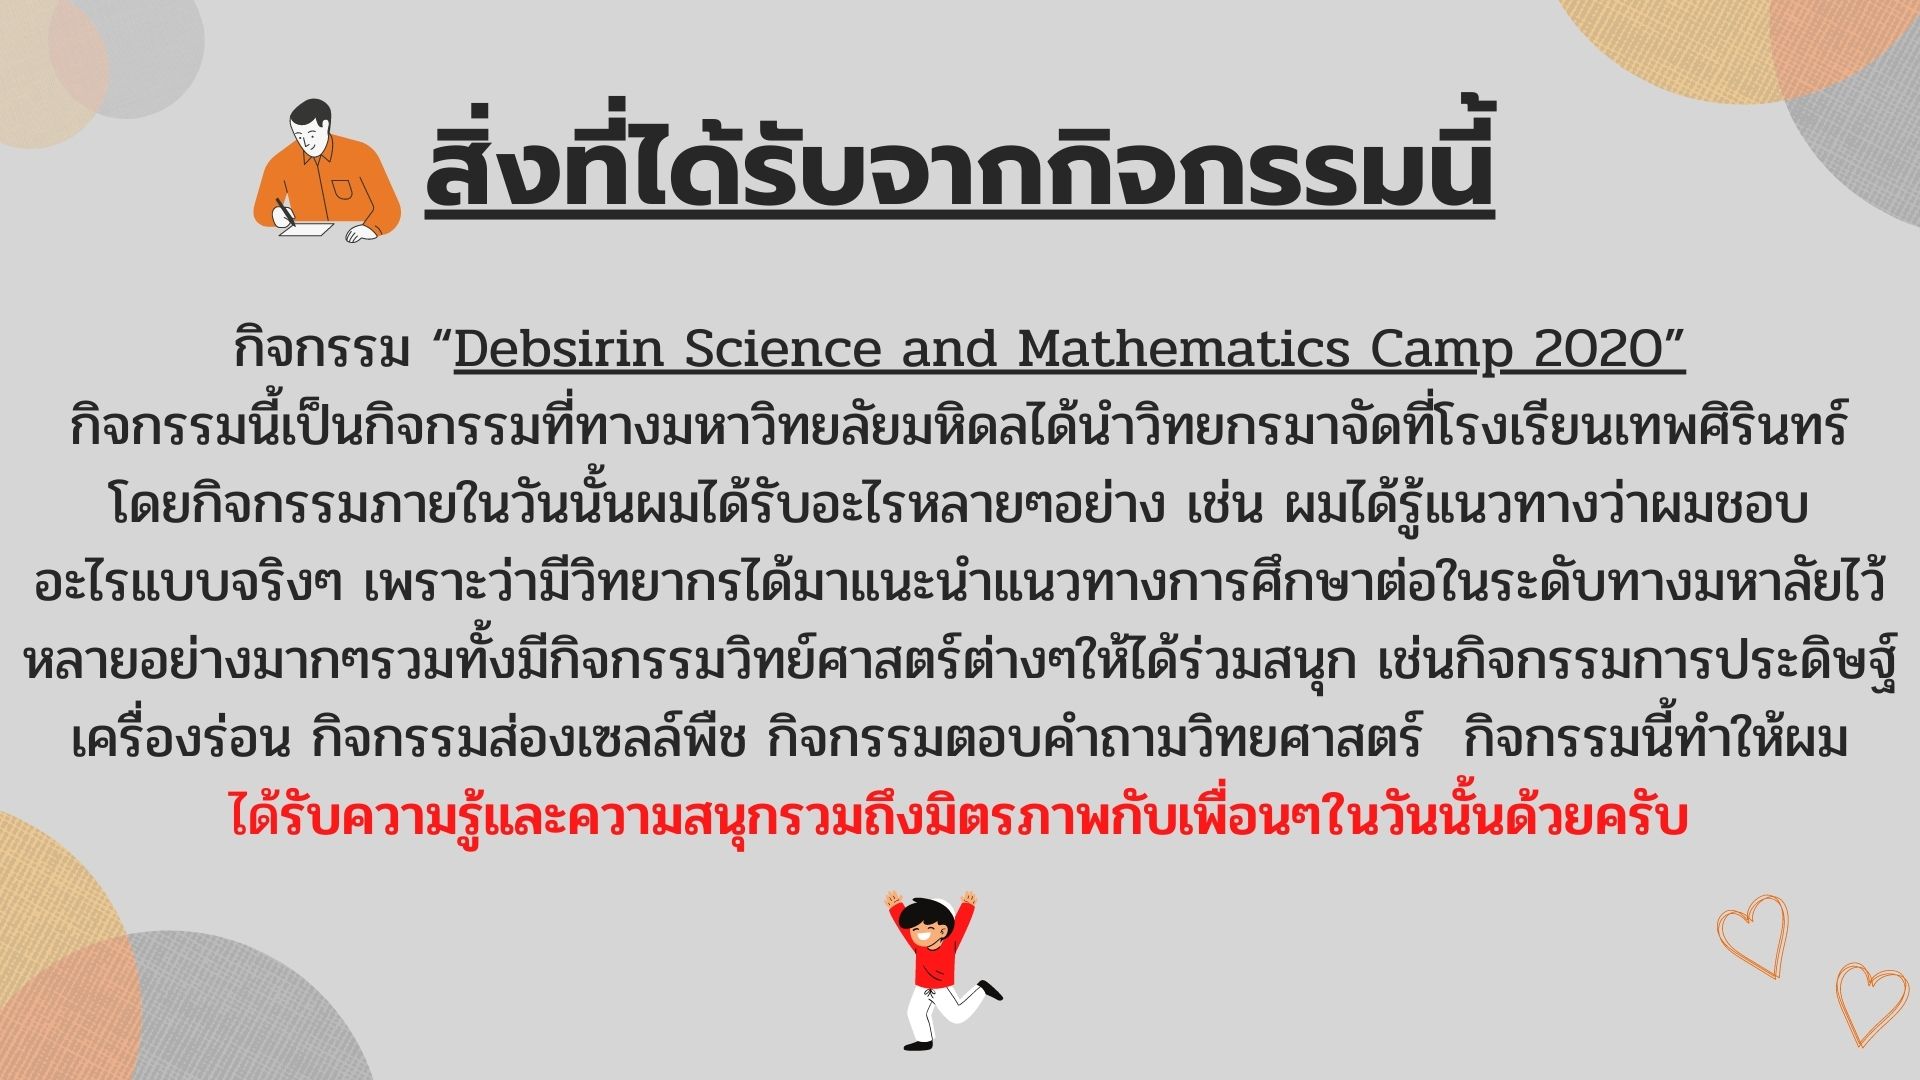 สิ่งที่ได้รับจากกิจกรรมนี้
กิจกรรม “Debsirin Science and Mathematics Camp 2020”
กิจกรรมนี้เป็นกิจกรรมที่ทางมหาวิทยลัยมหิดลได้นำวิทยกรมาจัดที่โรงเรียนเทพศิรินทร์
โดยกิจกรรมภายในวันนั้นผมได้รับอะไรหลายๆอย่าง เช่น ผมได้รู้แนวทางว่าผมชอบ
อะไรแบบจริงๆ เพราะว่ามีวิทยากรได้มาแนะนำแนวทางการศึกษาต่อในระดับทางมหาลัยไว้
หลายอย่างมากๆรวมทั้งมีกิจกรรมวิทย์ศาสตร์ต่างๆให้ได้ร่วมสนุก เช่นกิจกรรมการประดิษฐ์
เครื่องร่อน กิจกรรมส่องเซลล์พืช กิจกรรมตอบคำถามวิทยศาสตร์  กิจกรรมนี้ทำให้ผม
ได้รับความรู้และความสนุกรวมถึงมิตรภาพกับเพื่อนๆในวันนั้นด้วยครับ